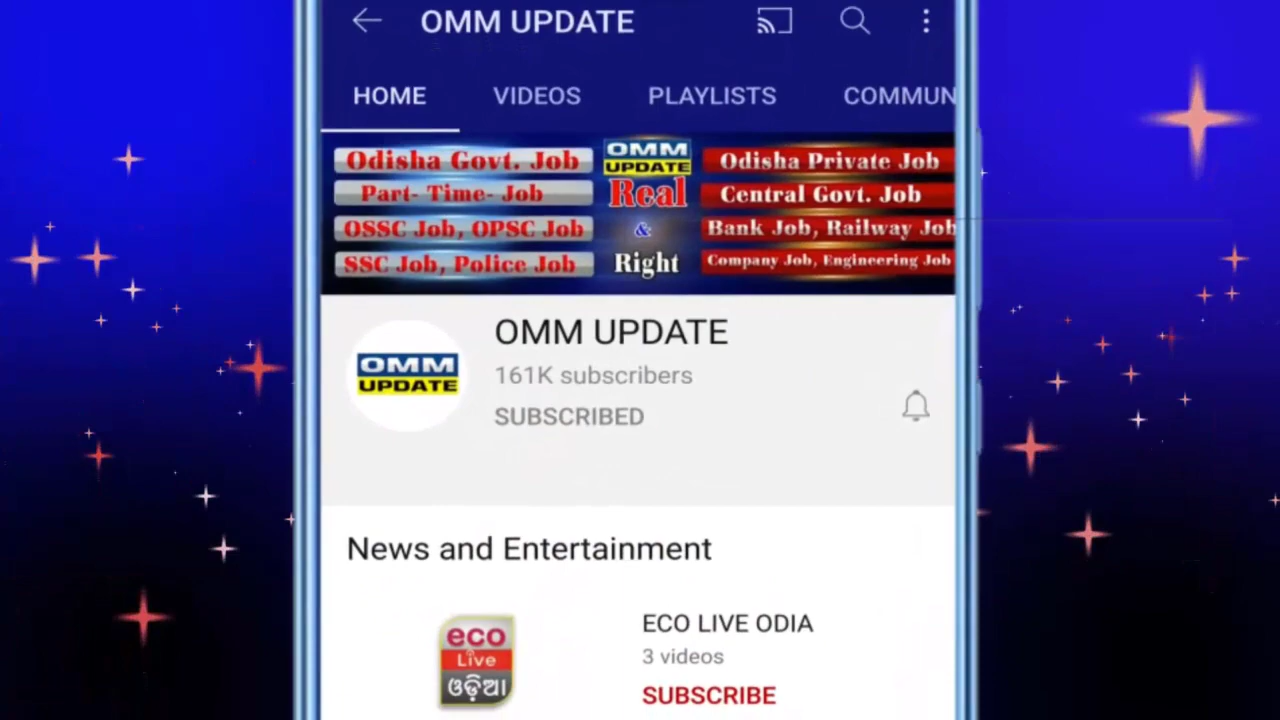 OMM UPDATE
HOME VIDEOS PLAYLISTS COMMUN
Odisha Govt. Job
Part- Time- Job
OSSC Job, OPSC Job
SSC Job, Police Job
OMM
UPDATE
Real
&
Right
Odisha Private Job
Central Govt. Job
Bank Job, Railway Job
Company Job, Engineering Job
OMM
UPDATE
OMM UPDATE
161K subscribers
SUBSCRIBED
News and Entertainment
eco
Live
ଓଡ଼ିଆ
ECO LIVE ODIA
3 videos
SUBSCRIBE